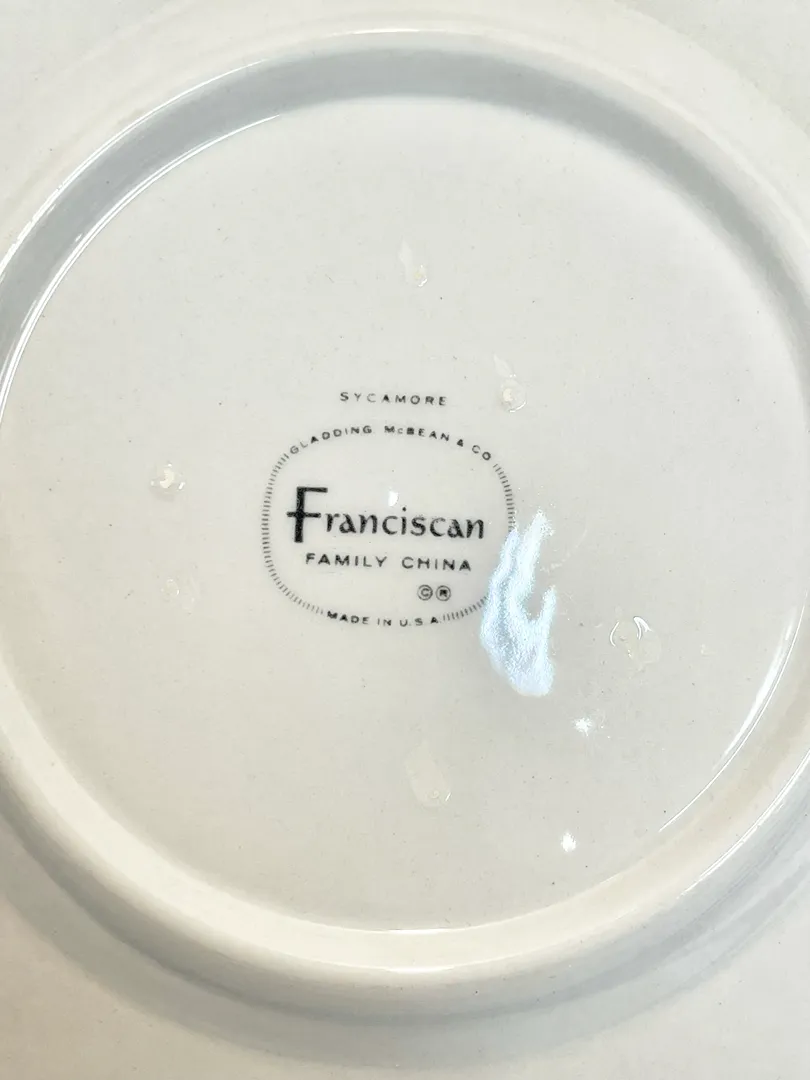 SYCAMORE
GLADDING. McBEAN & CO
Franciscan
FAMILY CHINA
©®
MADE IN U.S.A.